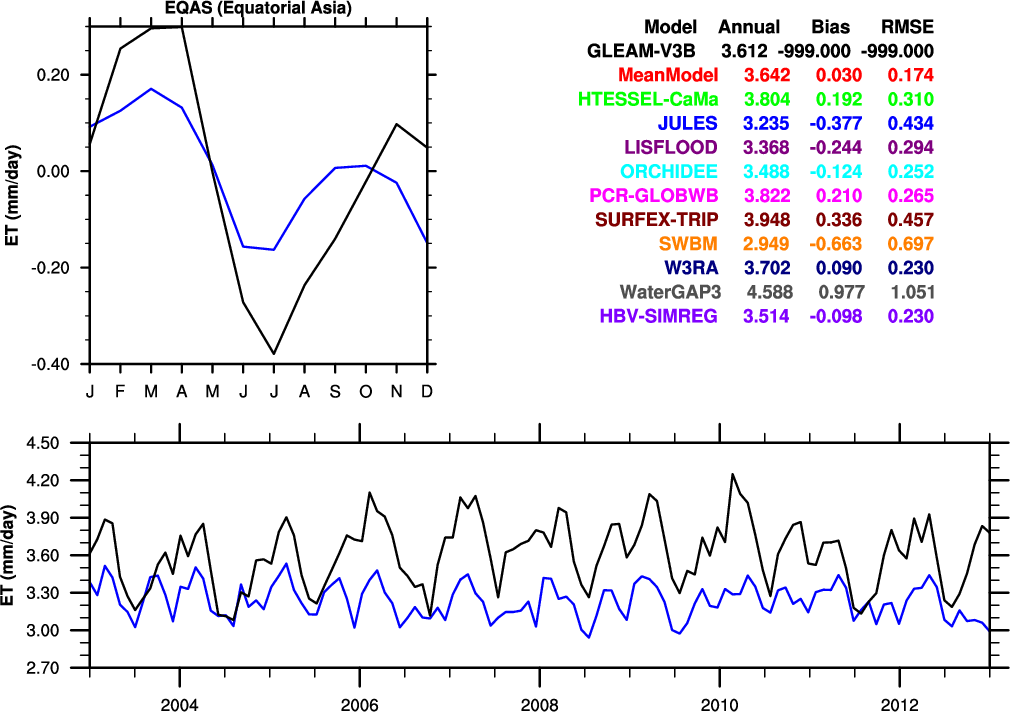 EQAS (Equatorial Asia)
0.20
0.00
-0.20
-0.40
ET (mm/day)
J F M A M J J A S O N D
Model Annual Bias RMSE
GLEAM-V3B 3.612 -999.000 -999.000
MeanModel 3.642 0.030 0.174
HTESSEL-CaMa 3.804 0.192 0.310
JULES 3.235 -0.377 0.434
LISFLOOD 3.368 -0.244 0.294
ORCHIDEE 3.488 -0.124 0.252
PCR-GLOBWB 3.822 0.210 0.265
SURFEX-TRIP 3.948 0.336 0.457
SWBM 2.949 -0.663 0.697
W3RA 3.702 0.090 0.230
WaterGAP3 4.588 0.977 1.051
HBV-SIMREG 3.514 -0.098 0.230
4.50
4.20
3.90
3.60
3.30
3.00
2.70
ET (mm/day)
2004 2006 2008 2010 2012